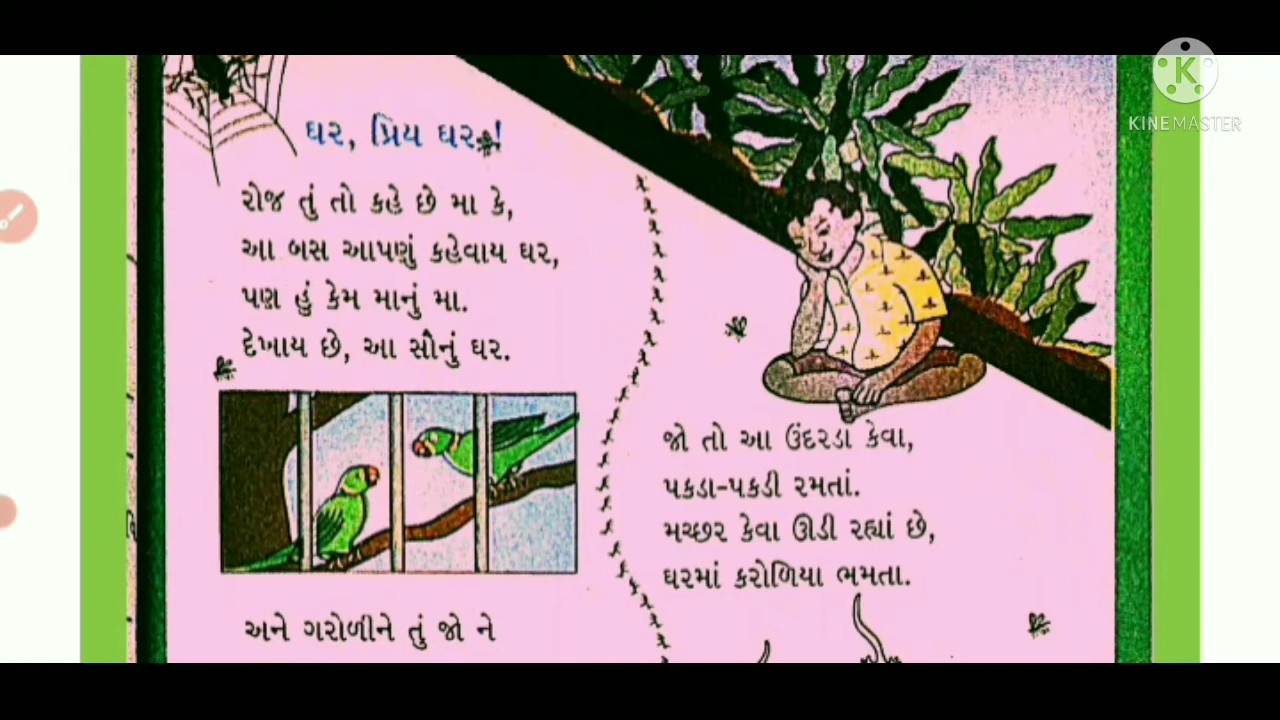 ઘર, પ્રિય ઘર !
રોજ તું તો કહે છે મા કે,
આ બસ આપણું કહેવાય ઘર,
પણ હું કેમ માનું મા.
દેખાય છે, આ સૌનું ઘર.
અને ગરોળીને તું જો ને
જો તો આ ઉંદરડા કેવા,
પકડા-પકડી રમતાં.
મચ્છર કેવા ઊડી રહ્યાં છે,
ઘરમાં કરોળિયા ભમતા.
KINEMASTER